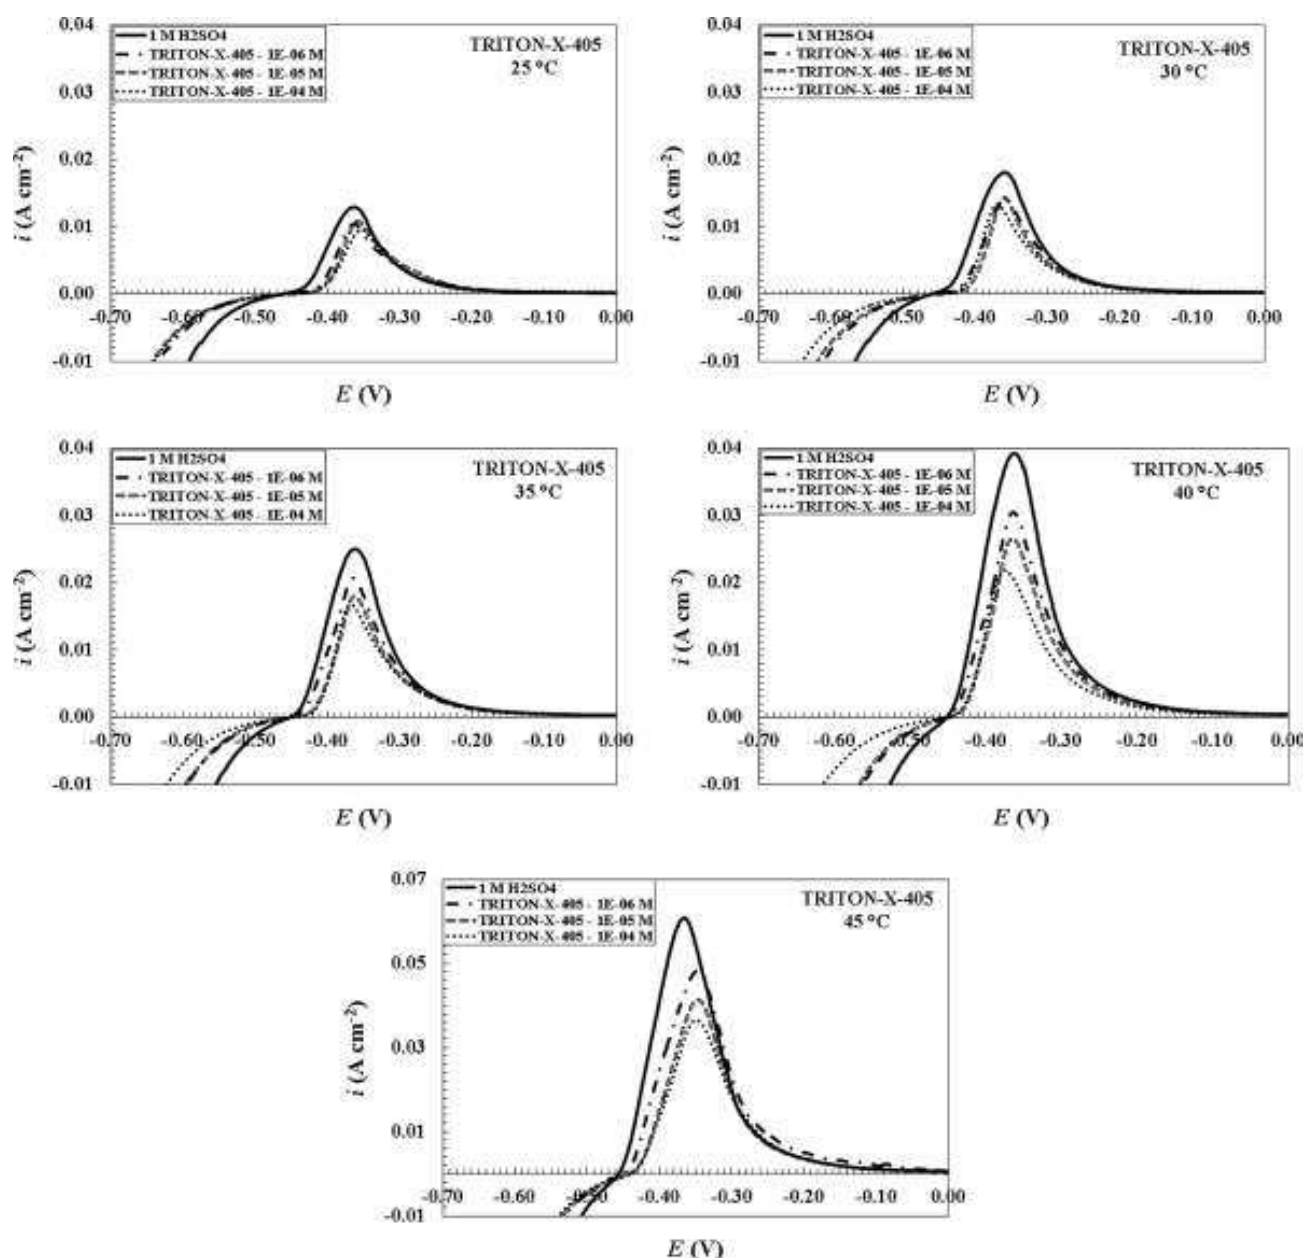 0.04
1 M H2SO4
TRITON-X-405 - 1E-06 M
TRITON-X-405 - 1E-05 M
TRITON-X-405 - 1E-04 M
TRITON-X-405
25 °C
0.03
0.02
0.01
0.00
-0.01
i (A cm-2)
-0.70 -0.60 -0.50 -0.40 -0.30 -0.20 -0.10 0.00
E (V)
0.04
1 M H2SO4
TRITON-X-405 - 1E-06 M
TRITON-X-405 - 1E-05 M
TRITON-X-405 - 1E-04 M
TRITON-X-405
30 °C
0.03
0.02
0.01
0.00
-0.01
i (A cm-2)
-0.70 -0.60 -0.50 -0.40 -0.30 -0.20 -0.10 0.00
E (V)
0.04
1 M H2SO4
TRITON-X-405 - 1E-06 M
TRITON-X-405 - 1E-05 M
TRITON-X-405 - 1E-04 M
TRITON-X-405
35 °C
0.03
0.02
0.01
0.00
-0.01
i (A cm-2)
-0.70 -0.60 -0.50 -0.40 -0.30 -0.20 -0.10 0.00
E (V)
0.04
1 M H2SO4
TRITON-X-405 - 1E-06 M
TRITON-X-405 - 1E-05 M
TRITON-X-405 - 1E-04 M
TRITON-X-405
40 °C
0.03
0.02
0.01
0.00
-0.01
i (A cm-2)
-0.70 -0.60 -0.50 -0.40 -0.30 -0.20 -0.10 0.00
E (V)
0.07
1 M H2SO4
TRITON-X-405 - 1E-06 M
TRITON-X-405 - 1E-05 M
TRITON-X-405 - 1E-04 M
TRITON-X-405
45 °C
0.05
0.03
0.01
-0.01
i (A cm-2)
-0.70 -0.60 -0.50 -0.40 -0.30 -0.20 -0.10 0.00
E (V)